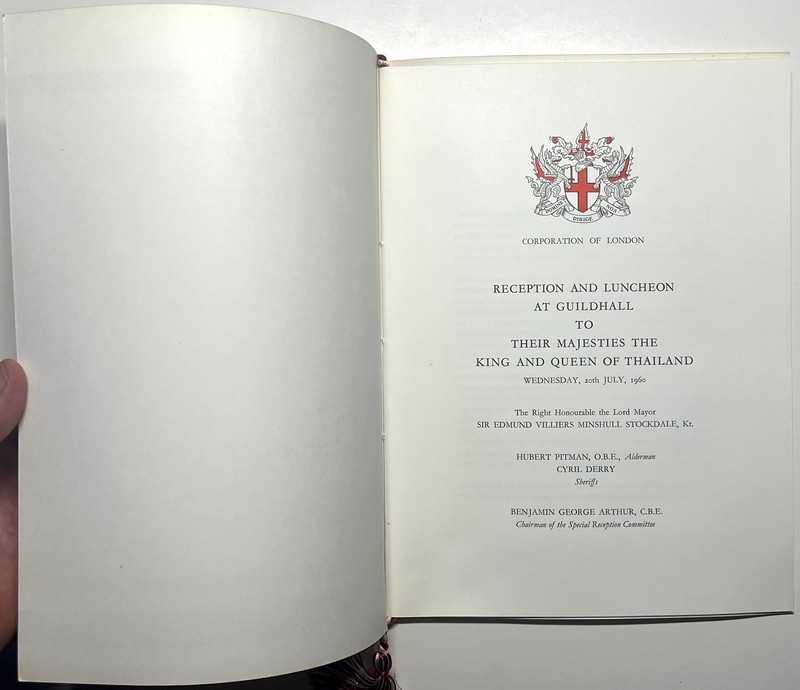 DOMINE DIRIGE NOS
CORPORATION OF LONDON
RECEPTION AND LUNCHEON
AT GUILDHALL
TO
THEIR MAJESTIES THE
KING AND QUEEN OF THAILAND
WEDNESDAY, 20th JULY, 1960
The Right Honourable the Lord Mayor
SIR EDMUND VILLIERS MINSHULL STOCKDALE, Kt.
HUBERT PITMAN, O.B.E., Alderman
CYRIL DERRY
Sheriffs
BENJAMIN GEORGE ARTHUR, C.B.E.
Chairman of the Special Reception Committee